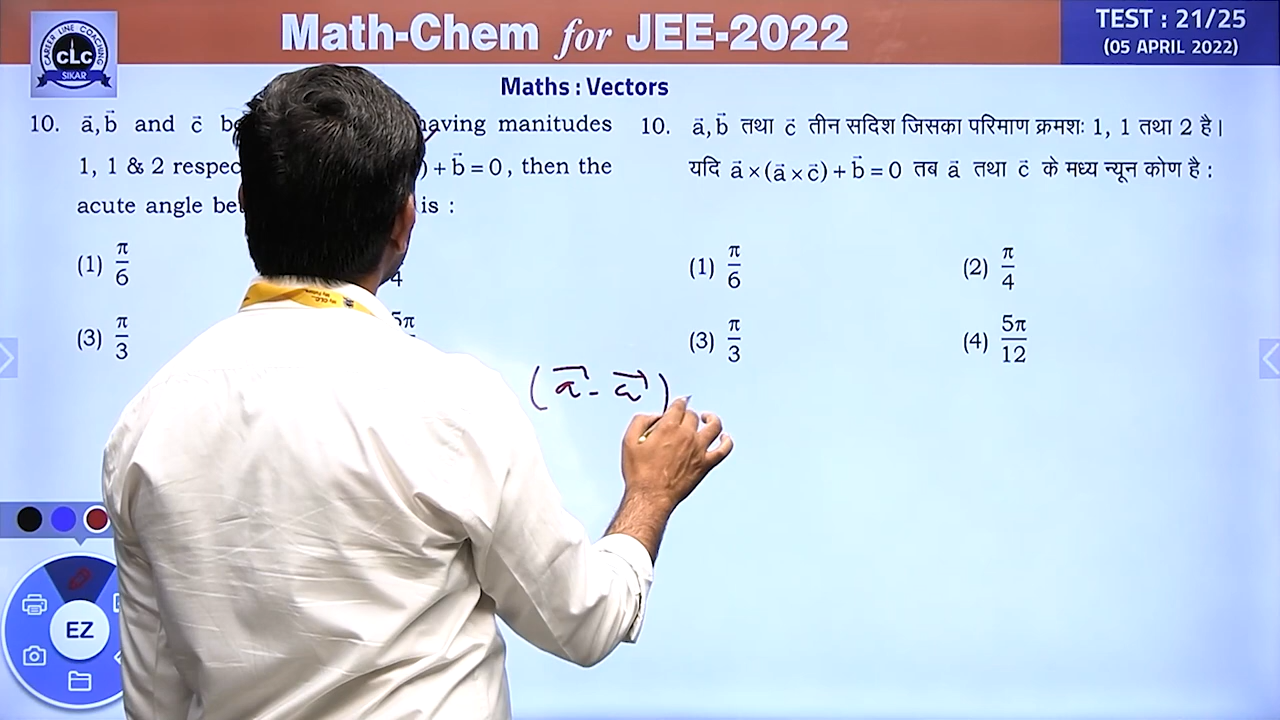 CAREER LINE COACHING
CLC
SIKAR
Math-Chem for JEE-2022
TEST : 21/25
(05 APRIL 2022)
Maths : Vectors
10. a⃗, b⃗ and c⃗ having manitudes
1, 1 & 2 ) + b⃗ = 0, then the
acute angle is :
(1) π/6
4
(3) π/3
5π
10. a⃗, b⃗ तथा c⃗ तीन सदिश जिसका परिमाण क्रमशः 1, 1 तथा 2 है।
यदि a⃗ × (a⃗ × c⃗) + b⃗ = 0 तब a⃗ तथा c⃗ के मध्य न्यून कोण है :
(1) π/6 (2) π/4
(3) π/3 (4) 5π/12
(a⃗ - a⃗)
EZ